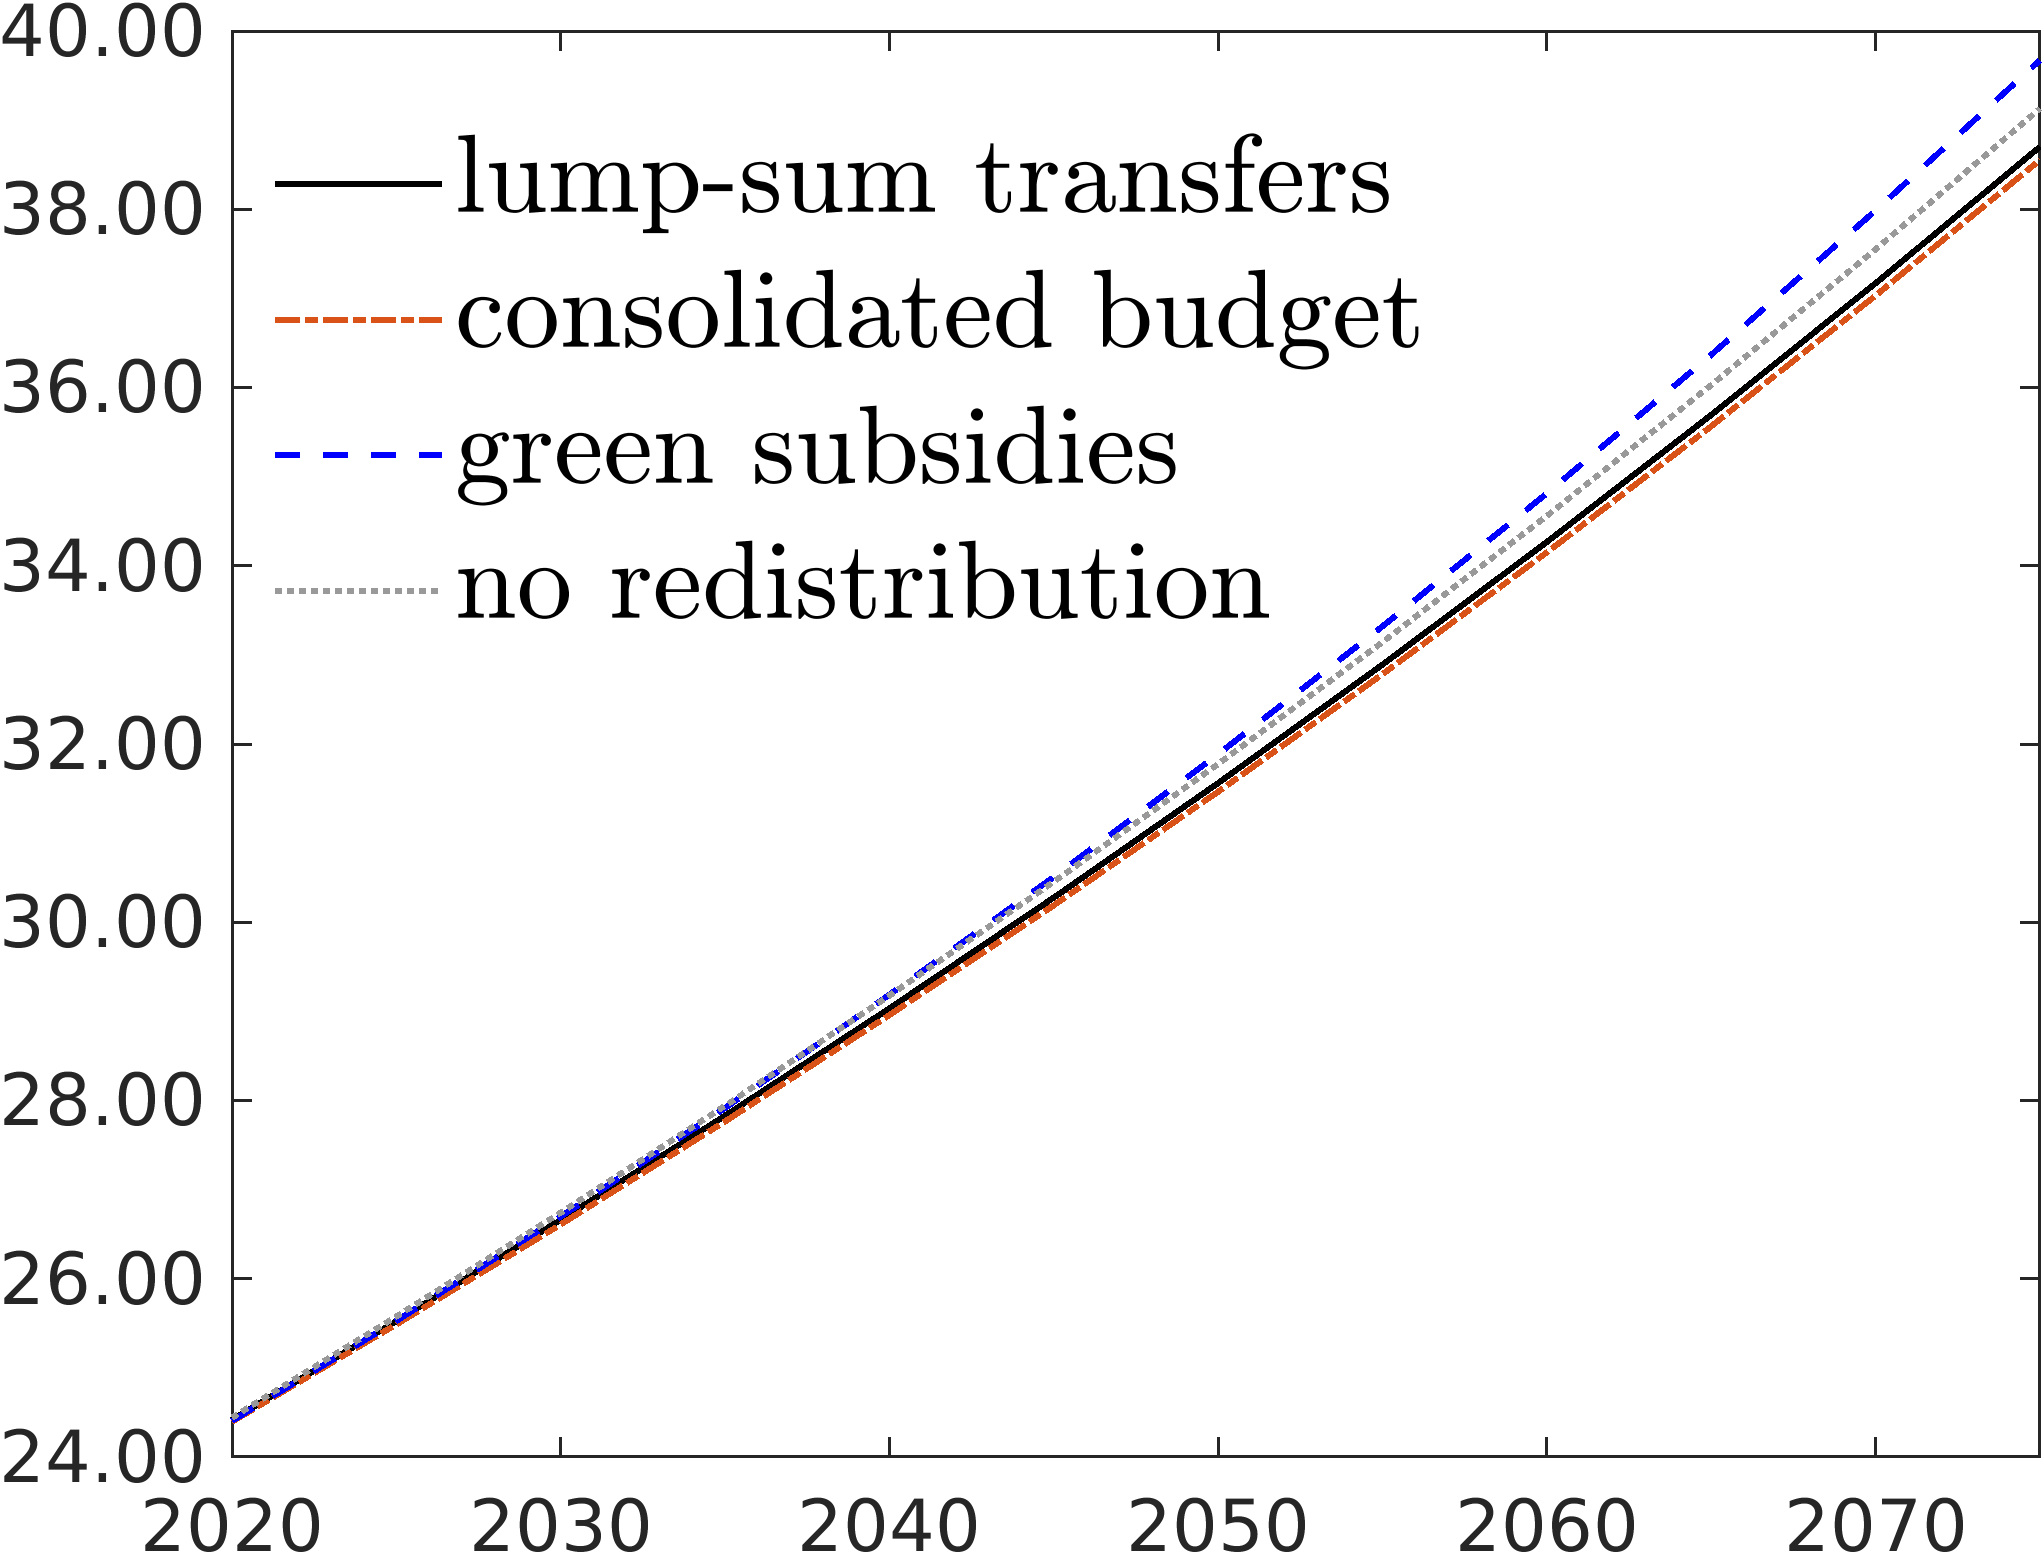 40.00
38.00
36.00
34.00
32.00
30.00
28.00
26.00
24.00
lump-sum transfers
consolidated budget
green subsidies
no redistribution
2020 2030 2040 2050 2060 2070